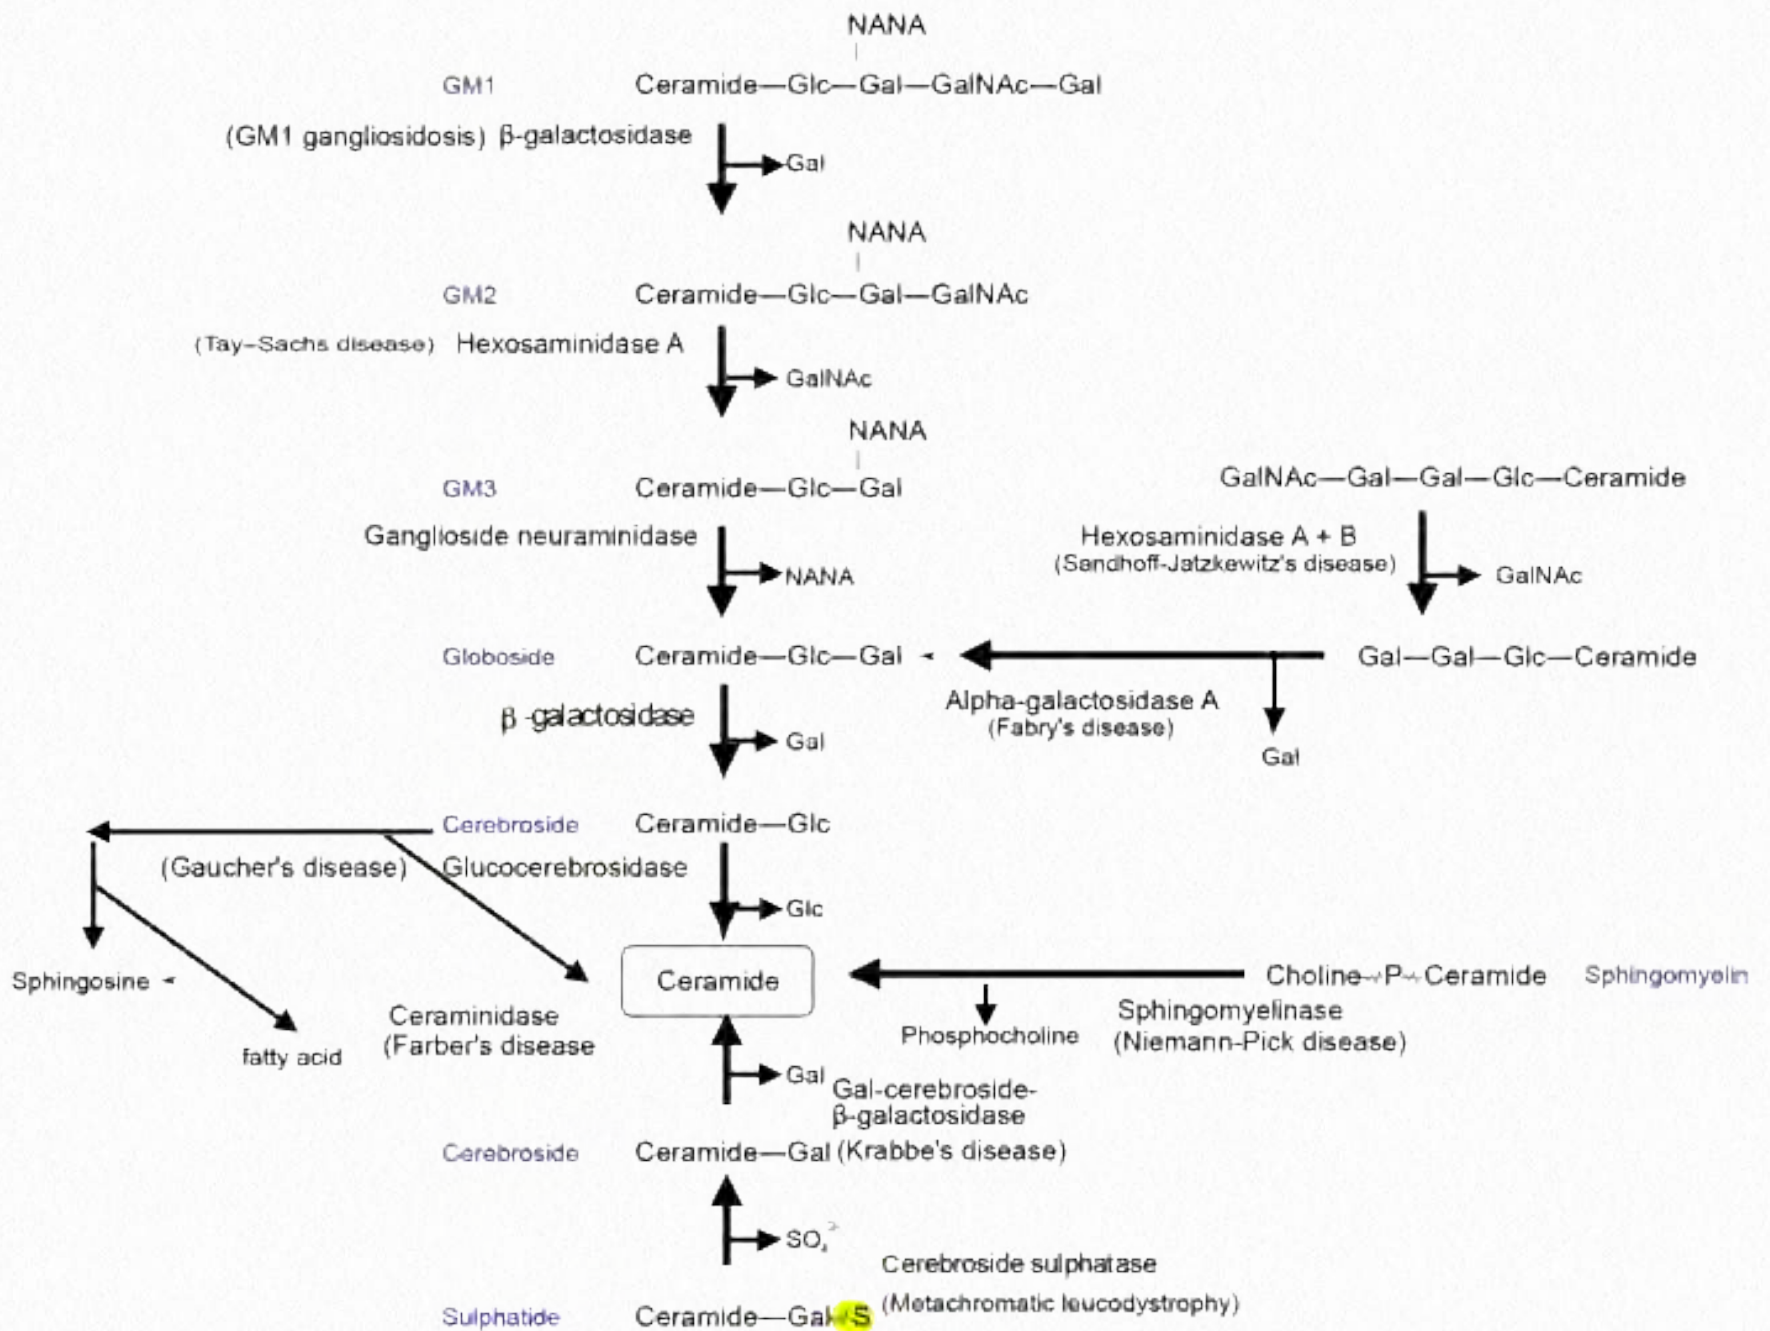 NANA
GM1 Ceramide—Glc—Gal—GalNAc—Gal
(GM1 gangliosidosis) β-galactosidase
Gal
NANA
GM2 Ceramide—Glc—Gal—GalNAc
(Tay-Sachs disease) Hexosaminidase A
GalNAc
NANA
GM3 Ceramide—Glc—Gal
GalNAc—Gal—Gal—Glc—Ceramide
Ganglioside neuraminidase
NANA
Hexosaminidase A + B
(Sandhoff-Jatzkewitz's disease)
GalNAc
Globoside Ceramide—Glc—Gal
Gal—Gal—Glc—Ceramide
β-galactosidase
Gal
Alpha-galactosidase A
(Fabry's disease)
Gal
Cerebroside Ceramide—Glc
(Gaucher's disease) Glucocerebrosidase
Glc
Sphingosine
fatty acid
Ceraminidase
(Farber's disease
Ceramide
Choline-P-Ceramide Sphingomyelin
Phosphocholine
Sphingomyelinase
(Niemann-Pick disease)
Gal
Gal-cerebroside-
β-galactosidase
Cerebroside Ceramide—Gal (Krabbe's disease)
SO₄²⁻
Cerebroside sulphatase
(Metachromatic leucodystrophy)
Sulphatide Ceramide—Gal-S